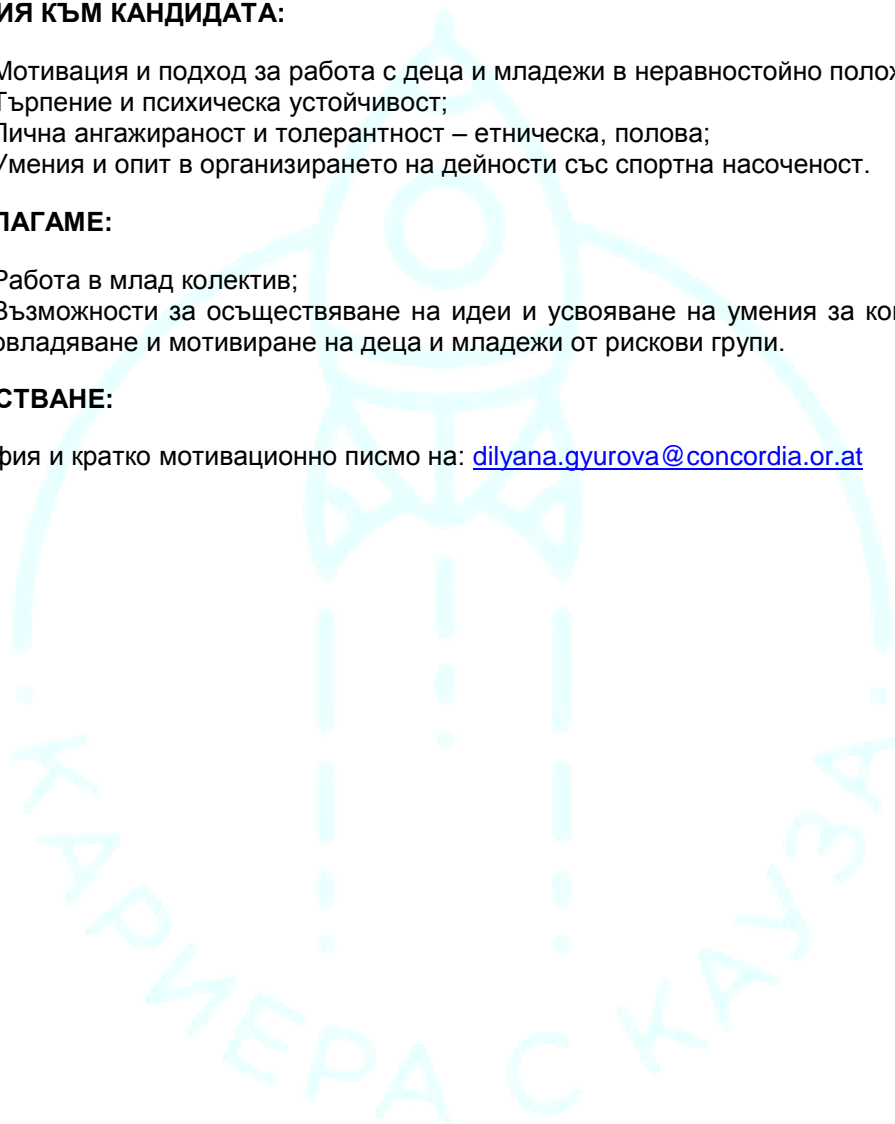 ИЯ КЪМ КАНДИДАТА:
Мотивация и подход за работа с деца и младежи в неравностойно полож
Търпение и психическа устойчивост;
Лична ангажираност и толерантност – етническа, полова;
Умения и опит в организирането на дейности със спортна насоченост.
ЛАГАМЕ:
Работа в млад колектив;
Възможности за осъществяване на идеи и усвояване на умения за ко
овладяване и мотивиране на деца и младежи от рискови групи.
СТВАНЕ:
фия и кратко мотивационно писмо на: dilyana.gyurova@concordia.or.at
· КАРИЕРА С КАУЗА ·